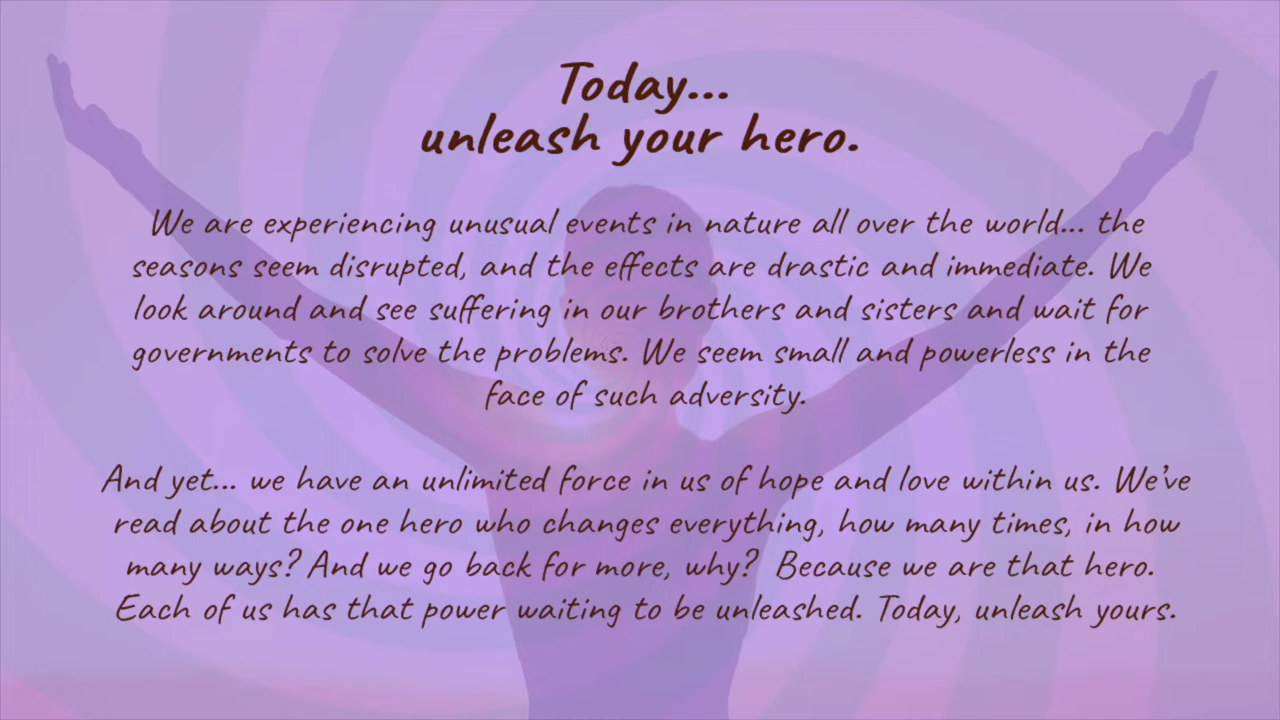 Today...
unleash your hero.
We are experiencing unusual events in nature all over the world... the
seasons seem disrupted, and the effects are drastic and immediate. We
look around and see suffering in our brothers and sisters and wait for
governments to solve the problems. We seem small and powerless in the
face of such adversity.
And yet... we have an unlimited force in us of hope and love within us. We've
read about the one hero who changes everything, how many times, in how
many ways? And we go back for more, why? Because we are that hero.
Each of us has that power waiting to be unleashed. Today, unleash yours.